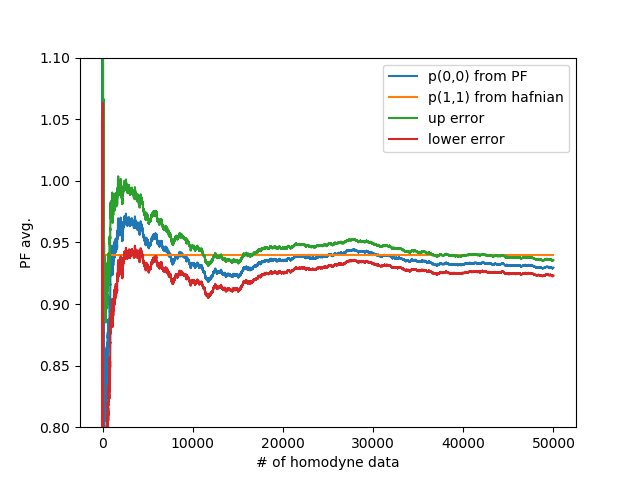 1.10
1.05
1.00
0.95
0.90
0.85
0.80
PF avg.
p(0,0) from PF
p(1,1) from hafnian
up error
lower error
0 10000 20000 30000 40000 50000
# of homodyne data